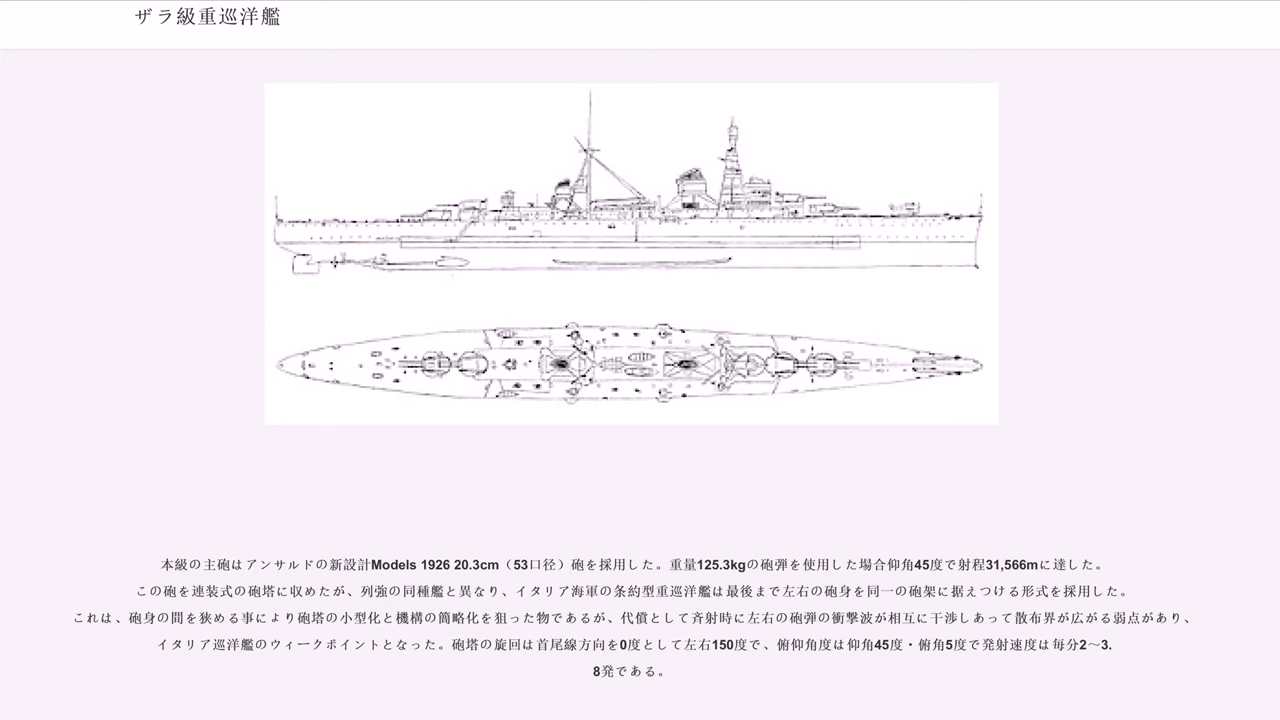 ザラ級重巡洋艦
本級の主砲はアンサルドの新設計Models 1926 20.3cm（53口径）砲を採用した。重量125.3kgの砲弾を使用した場合仰角45度で射程31,566mに達した。
この砲を連装式の砲塔に収めたが、列強の同種艦と異なり、イタリア海軍の条約型重巡洋艦は最後まで左右の砲身を同一の砲架に据えつける形式を採用した。
これは、砲身の間を狭める事により砲塔の小型化と機構の簡略化を狙った物であるが、代償として斉射時に左右の砲弾の衝撃波が相互に干渉しあって散布界が広がる弱点があり、
イタリア巡洋艦のウィークポイントとなった。砲塔の旋回は首尾線方向を0度として左右150度で、俯仰角度は仰角45度・俯角5度で発射速度は毎分2～3.
8発である。